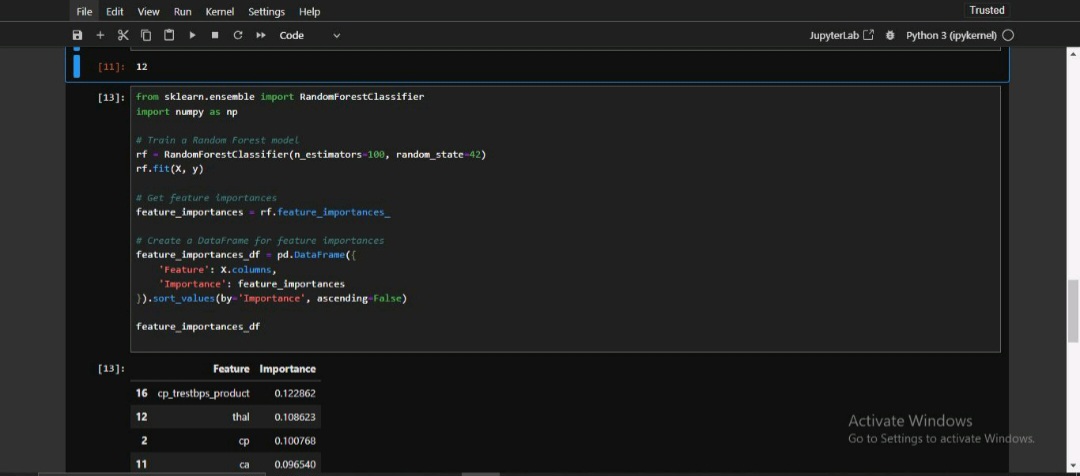 File Edit View Run Kernel Settings Help Trusted
Code JupyterLab Python 3 (ipykernel)
[11]: 12
[13]: from sklearn.ensemble import RandomForestClassifier
import numpy as np
# Train a Random Forest model
rf = RandomForestClassifier(n_estimators=100, random_state=42)
rf.fit(X, y)
# Get feature importances
feature_importances = rf.feature_importances_
# Create a DataFrame for feature importances
feature_importances_df = pd.DataFrame({
'Feature': X.columns,
'Importance': feature_importances
}).sort_values(by='Importance', ascending=False)
feature_importances_df
[13]: Feature Importance
16 cp_trestbps_product 0.122862
12 thal 0.108623
2 cp 0.100768
11 ca 0.096540
Activate Windows
Go to Settings to activate Windows.